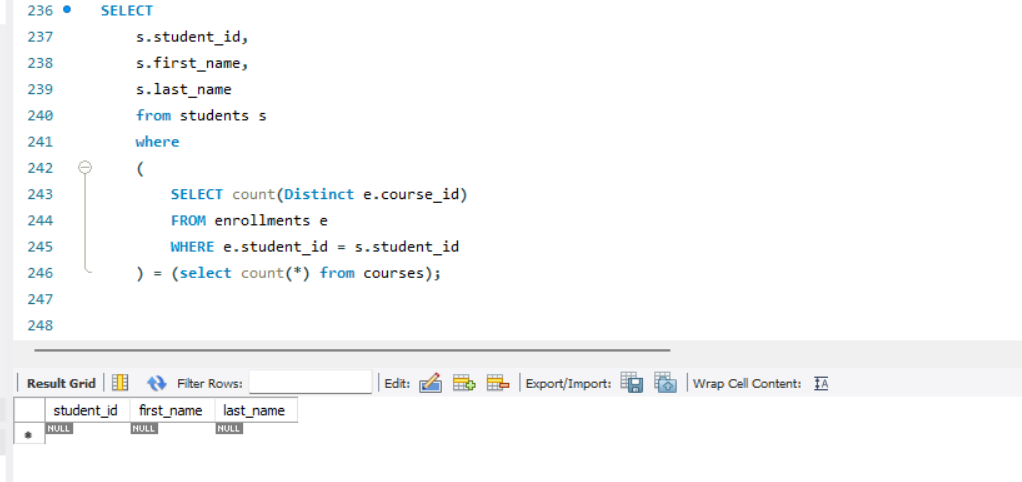 236 SELECT
237 s.student_id,
238 s.first_name,
239 s.last_name
240 from students s
241 where
242 (
243 SELECT count(Distinct e.course_id)
244 FROM enrollments e
245 WHERE e.student_id = s.student_id
246 ) = (select count(*) from courses);
247
248
Result Grid Filter Rows: Edit: Export/Import: Wrap Cell Content: IA
student_id first_name last_name
* NULL NULL NULL